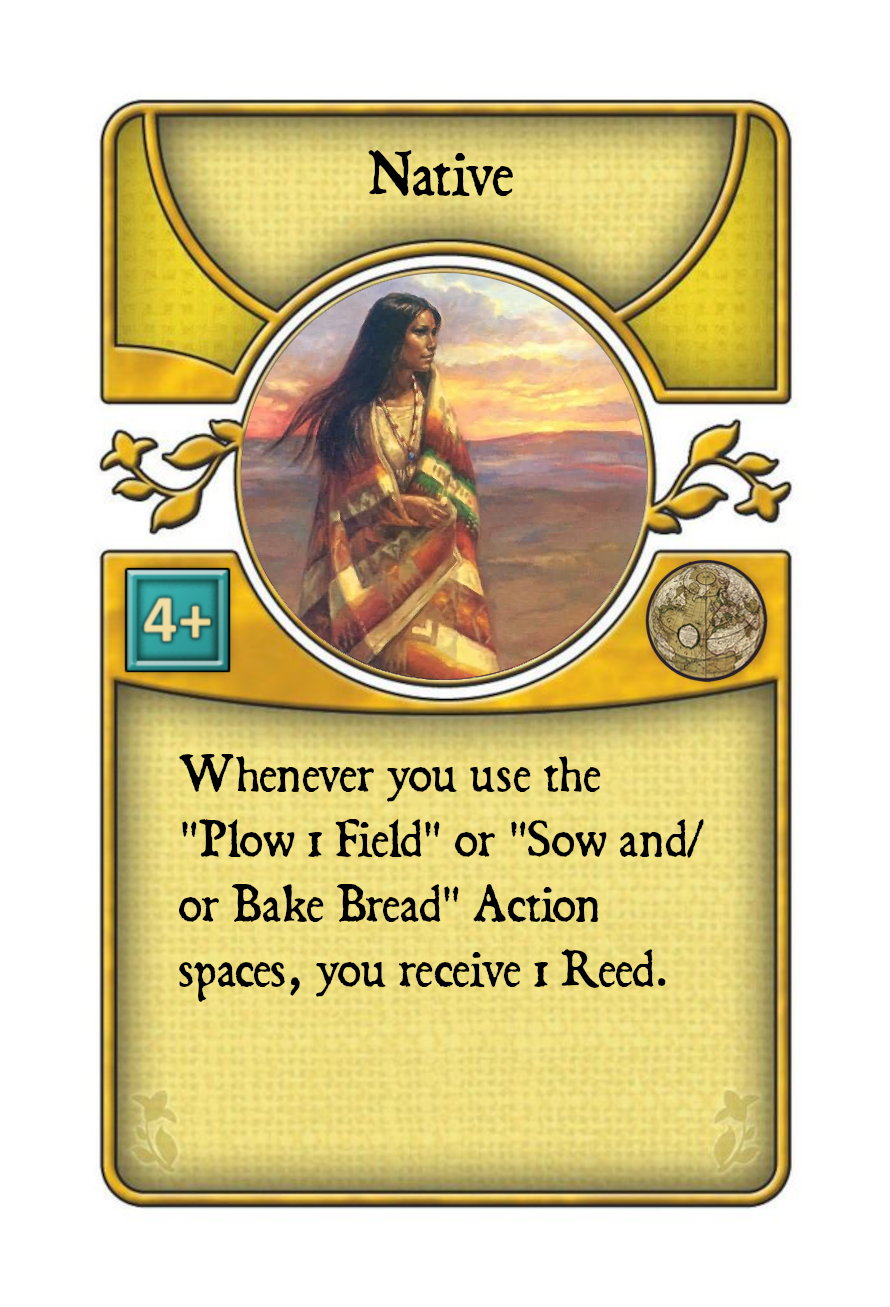 Native
4+
Whenever you use the
"Plow 1 Field" or "Sow and/
or Bake Bread" Action
spaces, you receive 1 Reed.